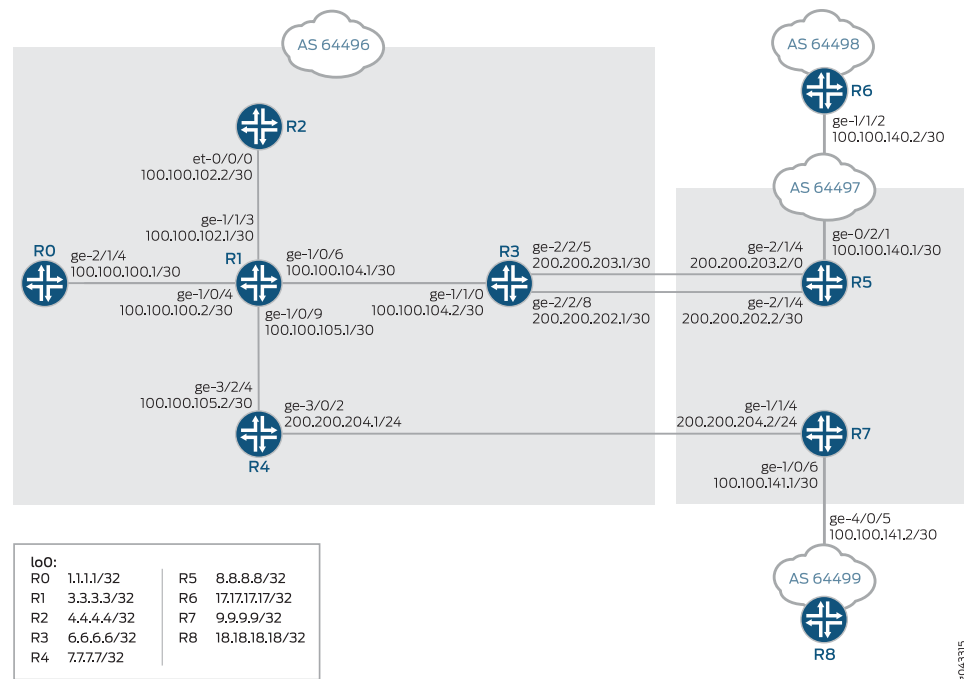 AS 64496
AS 64498
R6
ge-1/1/2
100.100.140.2/30
R2
et-0/0/0
100.100.102.2/30
AS 64497
ge-1/1/3
100.100.102.1/30
ge-0/2/1
100.100.140.1/30
R0
ge-2/1/4
100.100.100.1/30
R1
ge-1/0/6
100.100.104.1/30
R3
ge-2/2/5
200.200.203.1/30
ge-2/1/4
200.200.203.2/0
R5
ge-1/0/4
100.100.100.2/30
ge-1/0/9
100.100.105.1/30
ge-1/1/0
100.100.104.2/30
ge-2/2/8
200.200.202.1/30
ge-2/1/4
200.200.202.2/30
ge-3/2/4
100.100.105.2/30
ge-3/0/2
200.200.204.1/24
R4
ge-1/1/4
200.200.204.2/24
R7
ge-1/0/6
100.100.141.1/30
ge-4/0/5
100.100.141.2/30
AS 64499
R8
lo0:
R0 1.1.1.1/32
R1 3.3.3.3/32
R2 4.4.4.4/32
R3 6.6.6.6/32
R4 7.7.7.7/32
R5 8.8.8.8/32
R6 17.17.17.17/32
R7 9.9.9.9/32
R8 18.18.18.18/32
g043315